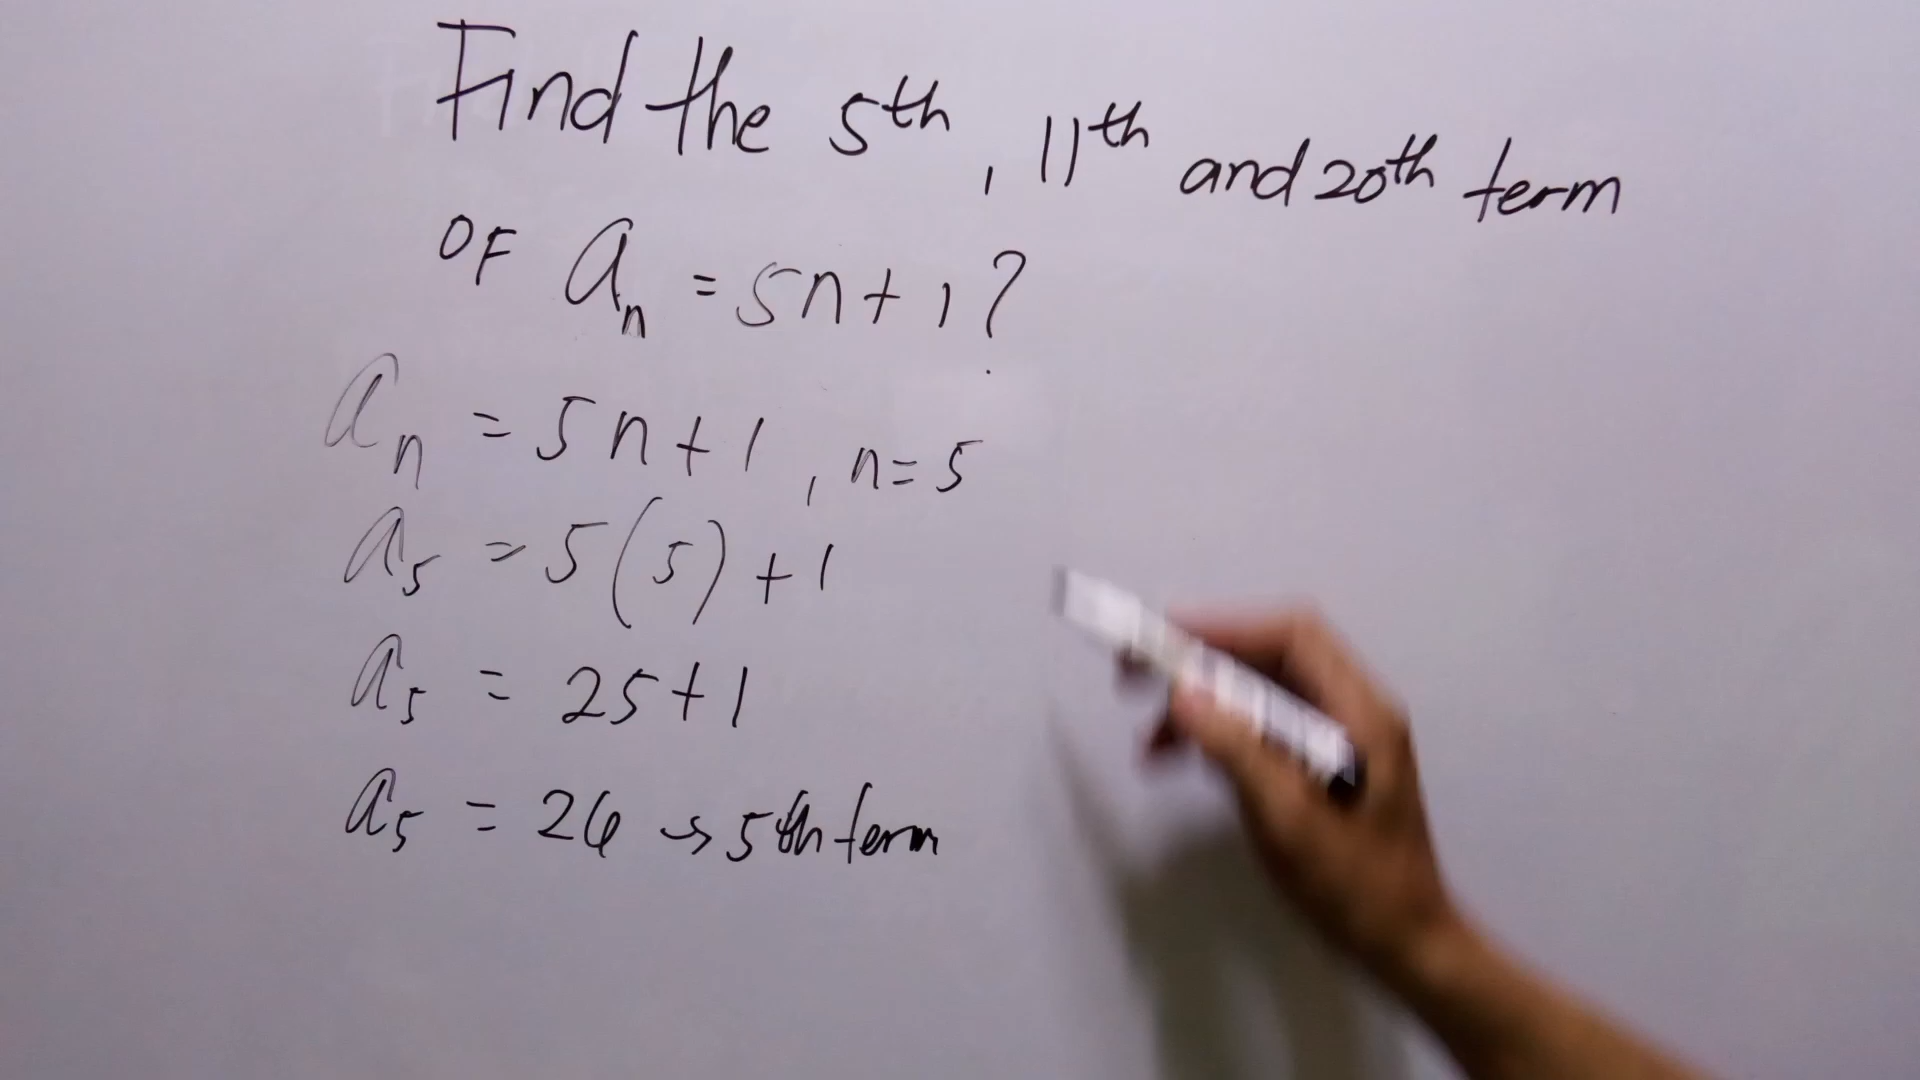 Find the 5th, 11th and 20th term
OF aₙ = 5n + 1?
aₙ = 5n + 1, n = 5
a₅ = 5(5) + 1
a₅ = 25 + 1
a₅ = 26 → 5th term